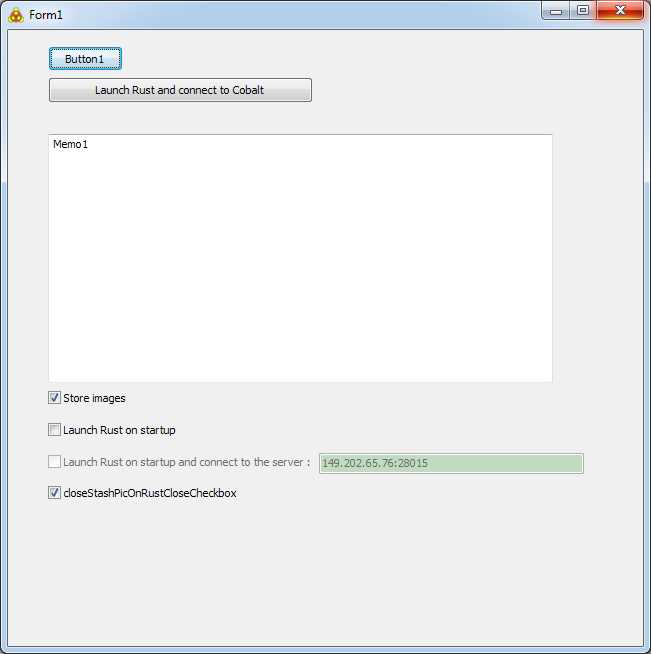 Form1
Button1
Launch Rust and connect to Cobalt
Memo1
Store images
Launch Rust on startup
Launch Rust on startup and connect to the server : 149.202.65.76:28015
closeStashPicOnRustCloseCheckbox